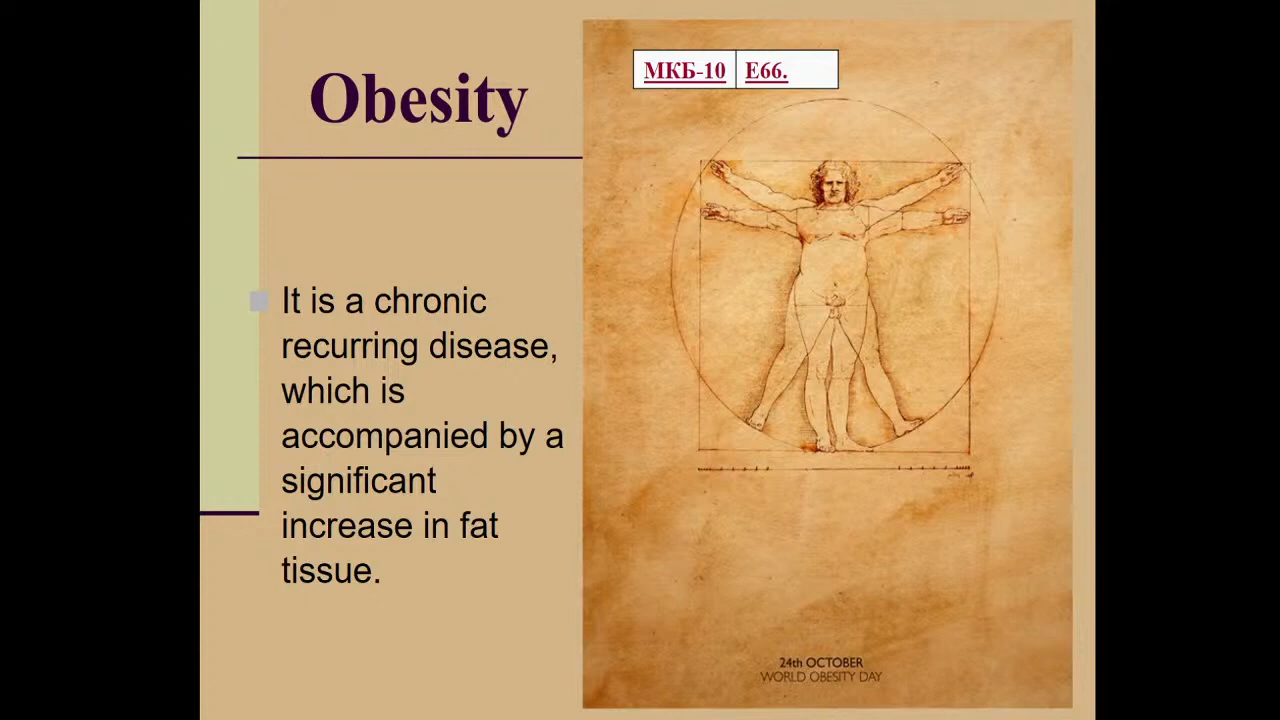 Obesity
It is a chronic
recurring disease,
which is
accompanied by a
significant
increase in fat
tissue.
МКБ-10 E66.
24th OCTOBER
WORLD OBESITY DAY